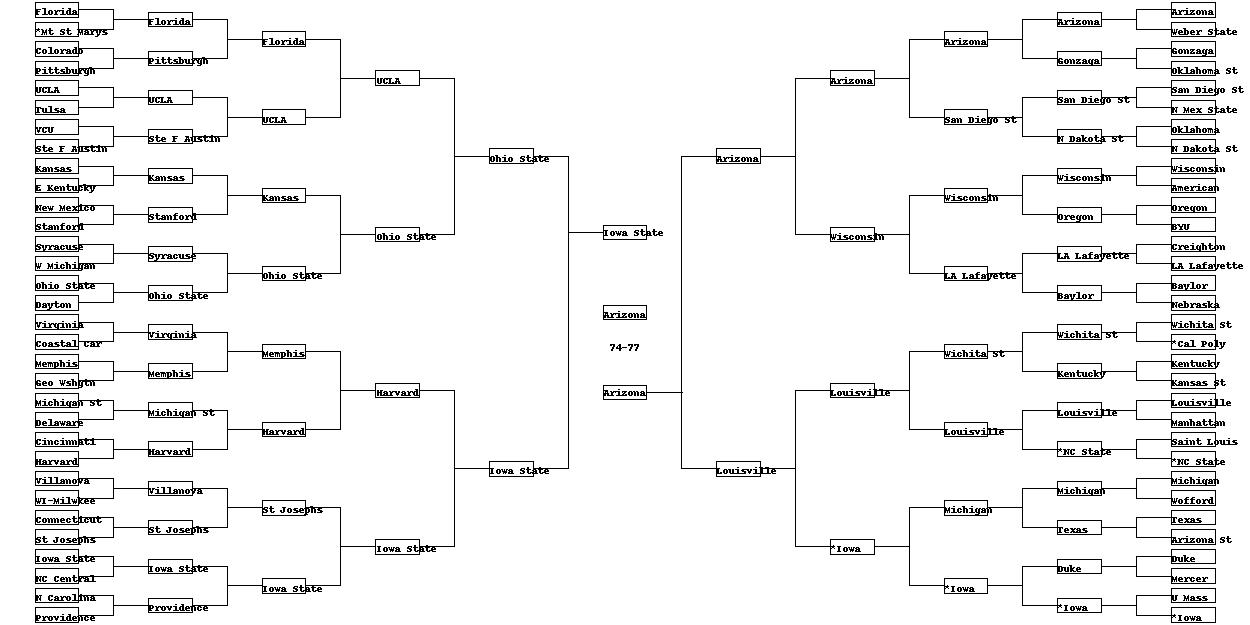 Florida
*Mt St Marys
Colorado
Pittsburgh
UCLA
Tulsa
VCU
Ste F Austin
Kansas
E Kentucky
New Mexico
Stanford
Syracuse
W Michigan
Ohio State
Dayton
Virginia
Coastal Car
Memphis
Geo Wshgtn
Michigan St
Delaware
Cincinnati
Harvard
Villanova
WI-Milwkee
Connecticut
St Josephs
Iowa State
NC Central
N Carolina
Providence
Florida
Pittsburgh
UCLA
Ste F Austin
Kansas
Stanford
Syracuse
Ohio State
Virginia
Memphis
Michigan St
Harvard
Villanova
St Josephs
Iowa State
Providence
Florida
UCLA
Kansas
Ohio State
Memphis
Harvard
St Josephs
Iowa State
UCLA
Ohio State
Harvard
Iowa State
Ohio State
Iowa State
Iowa State
Arizona
74-77
Arizona
Arizona
Louisville
Arizona
Wisconsin
Louisville
*Iowa
Arizona
San Diego St
Wisconsin
LA Lafayette
Wichita St
Louisville
Michigan
*Iowa
Arizona
Gonzaga
San Diego St
N Dakota St
Wisconsin
Oregon
LA Lafayette
Baylor
Wichita St
Kentucky
Louisville
*NC State
Michigan
Texas
Duke
*Iowa
Arizona
Weber State
Gonzaga
Oklahoma St
San Diego St
N Mex State
Oklahoma
N Dakota St
Wisconsin
American
Oregon
BYU
Creighton
LA Lafayette
Baylor
Nebraska
Wichita St
*Cal Poly
Kentucky
Kansas St
Louisville
Manhattan
Saint Louis
*NC State
Michigan
Wofford
Texas
Arizona St
Duke
Mercer
U Mass
*Iowa